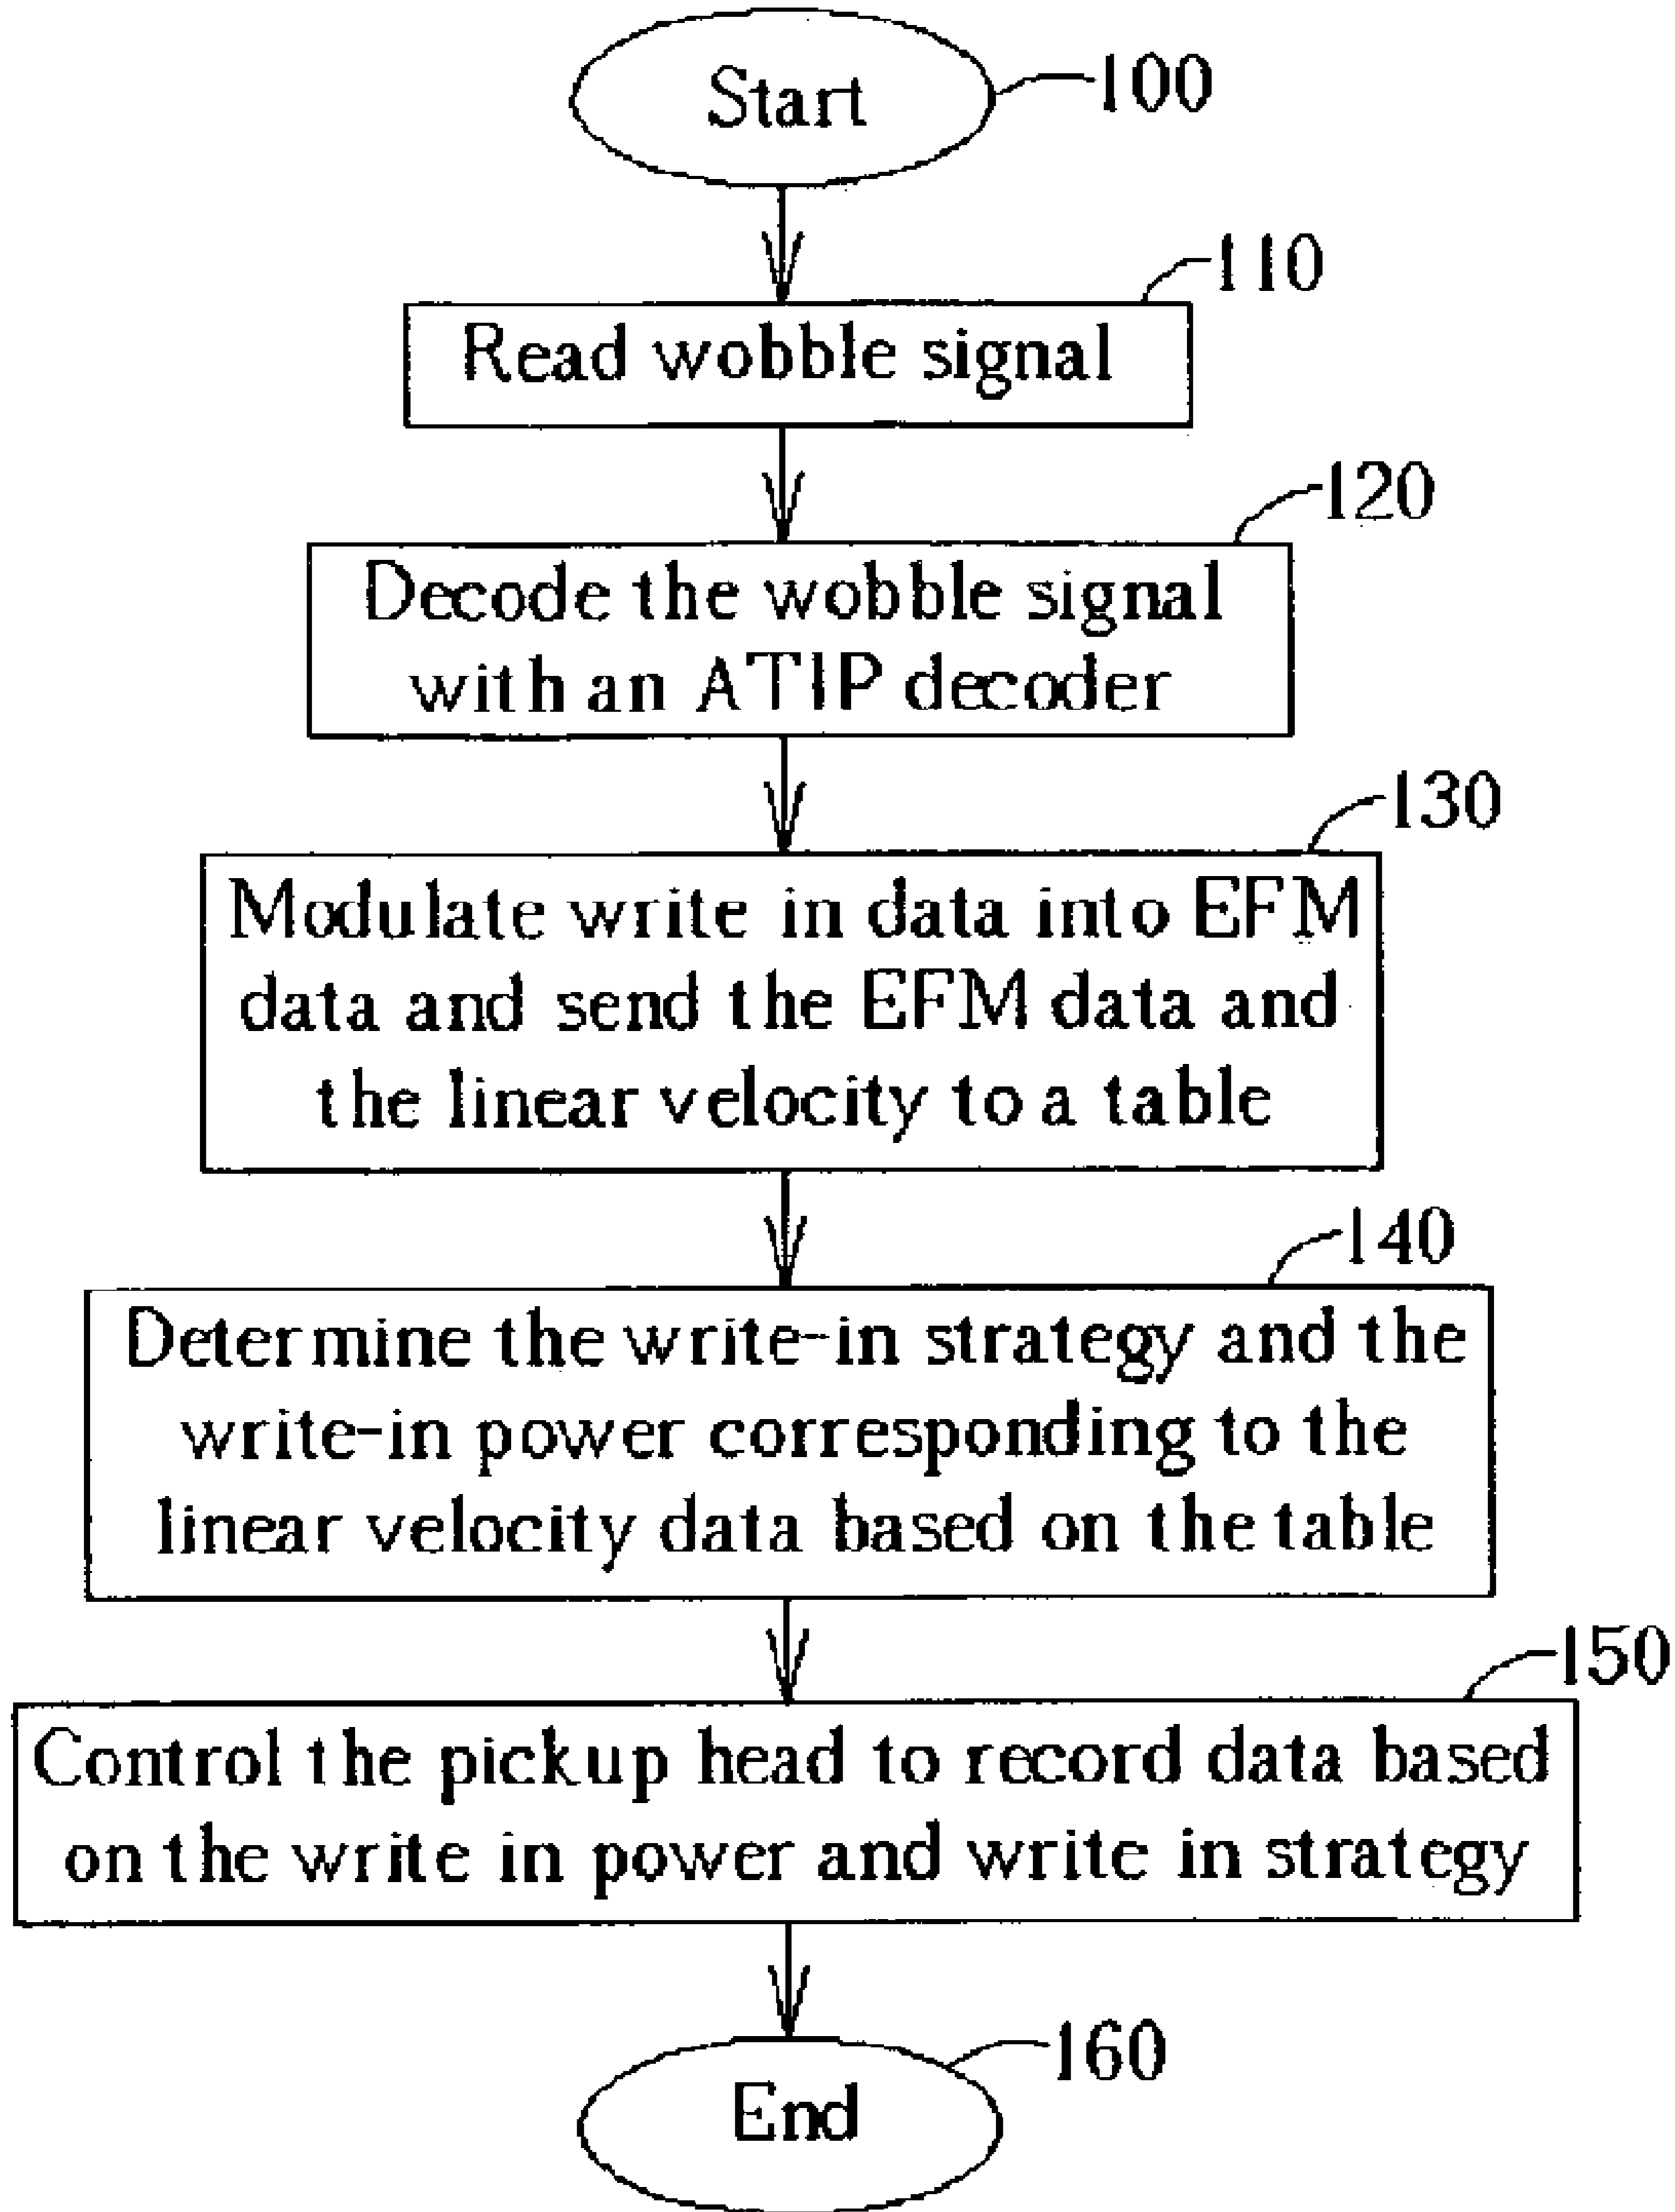 Start
100
110
Read wobble signal
120
Decode the wobble signal
with an ATIP decoder
130
Modulate write in data into EFM
data and send the EFM data and
the linear velocity to a table
140
Determine the write-in strategy and the
write-in power corresponding to the
linear velocity data based on the table
150
Control the pickup head to record data based
on the write in power and write in strategy
160
End